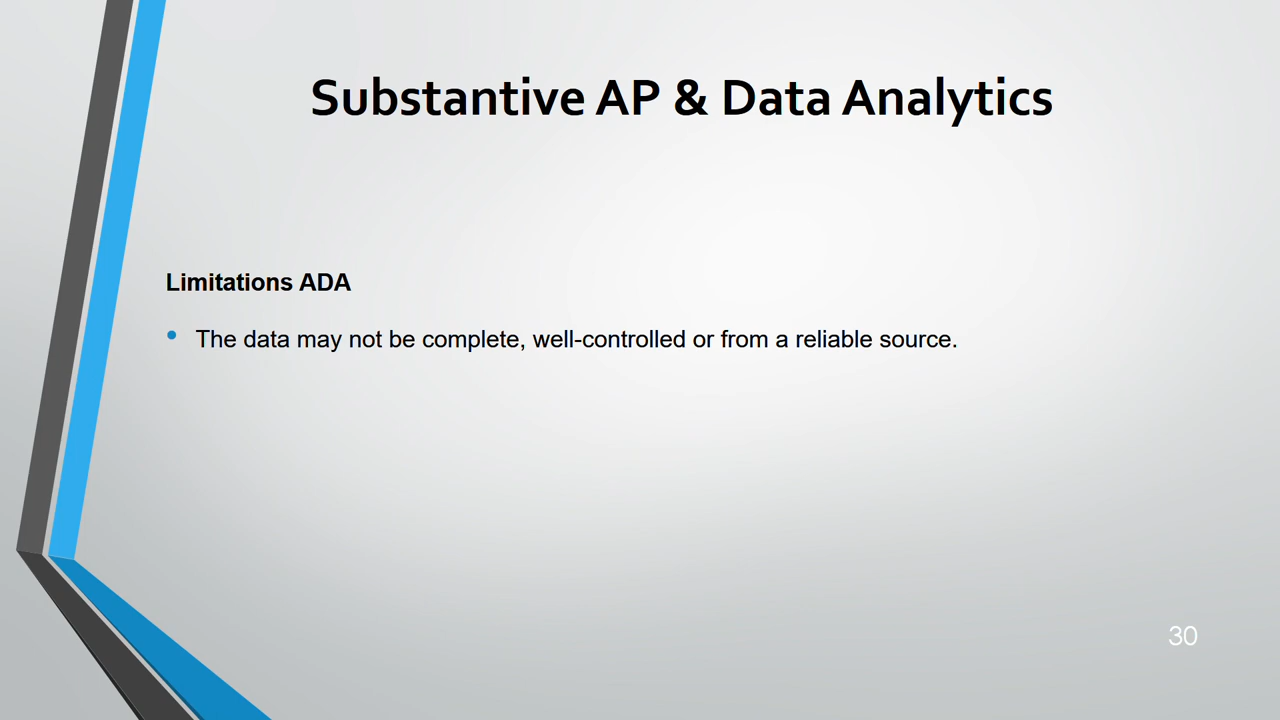 Substantive AP & Data Analytics
Limitations ADA
• The data may not be complete, well-controlled or from a reliable source.
30